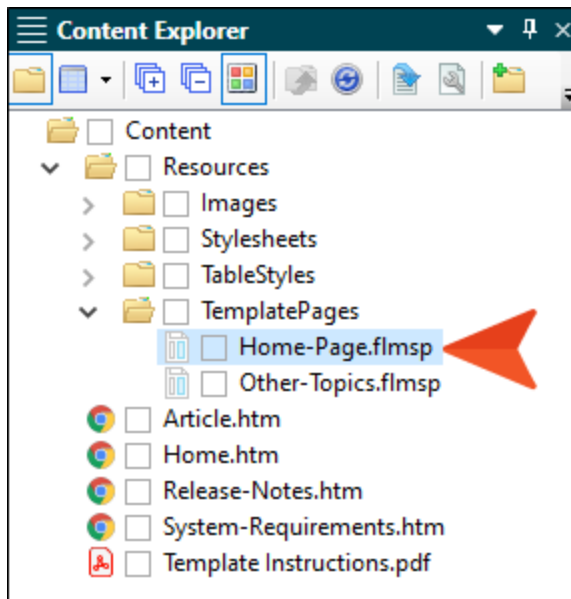 Content Explorer
Content
Resources
Images
Stylesheets
TableStyles
TemplatePages
Home-Page.flmsp
Other-Topics.flmsp
Article.htm
Home.htm
Release-Notes.htm
System-Requirements.htm
Template Instructions.pdf